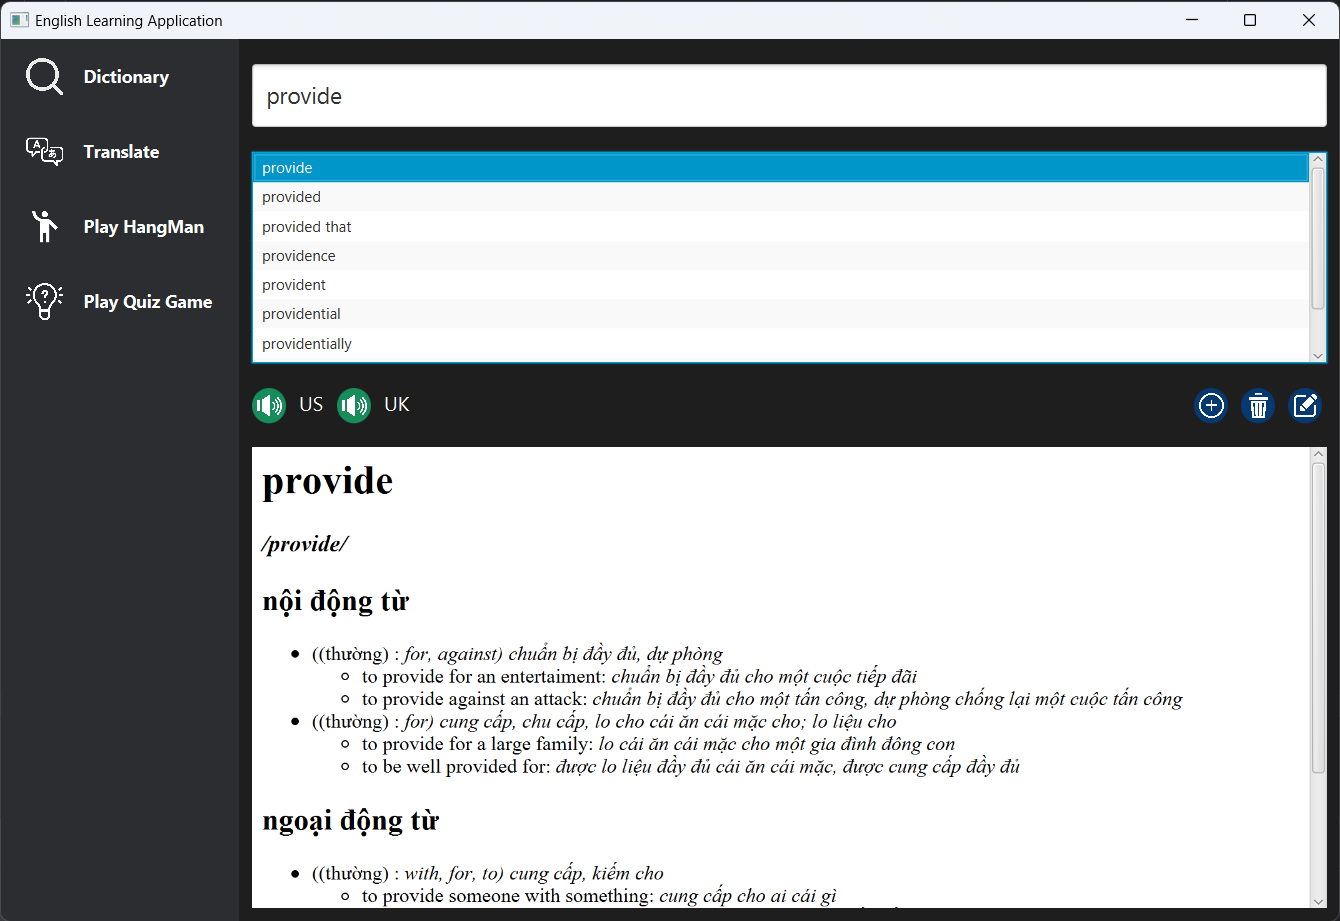 English Learning Application
Dictionary
Translate
Play HangMan
Play Quiz Game
provide
provide
provided
provided that
providence
provident
providential
providentially
US UK
provide
/provide/
nội động từ
((thường) : for, against) chuẩn bị đầy đủ, dự phòng
to provide for an entertaiment: chuẩn bị đầy đủ cho một cuộc tiếp đãi
to provide against an attack: chuẩn bị đầy đủ cho một tấn công, dự phòng chống lại một cuộc tấn công
((thường) : for) cung cấp, chu cấp, lo cho cái ăn cái mặc cho; lo liệu cho
to provide for a large family: lo cái ăn cái mặc cho một gia đình đông con
to be well provided for: được lo liệu đầy đủ cái ăn cái mặc, được cung cấp đầy đủ
ngoại động từ
((thường) : with, for, to) cung cấp, kiếm cho
to provide someone with something: cung cấp cho ai cái gì